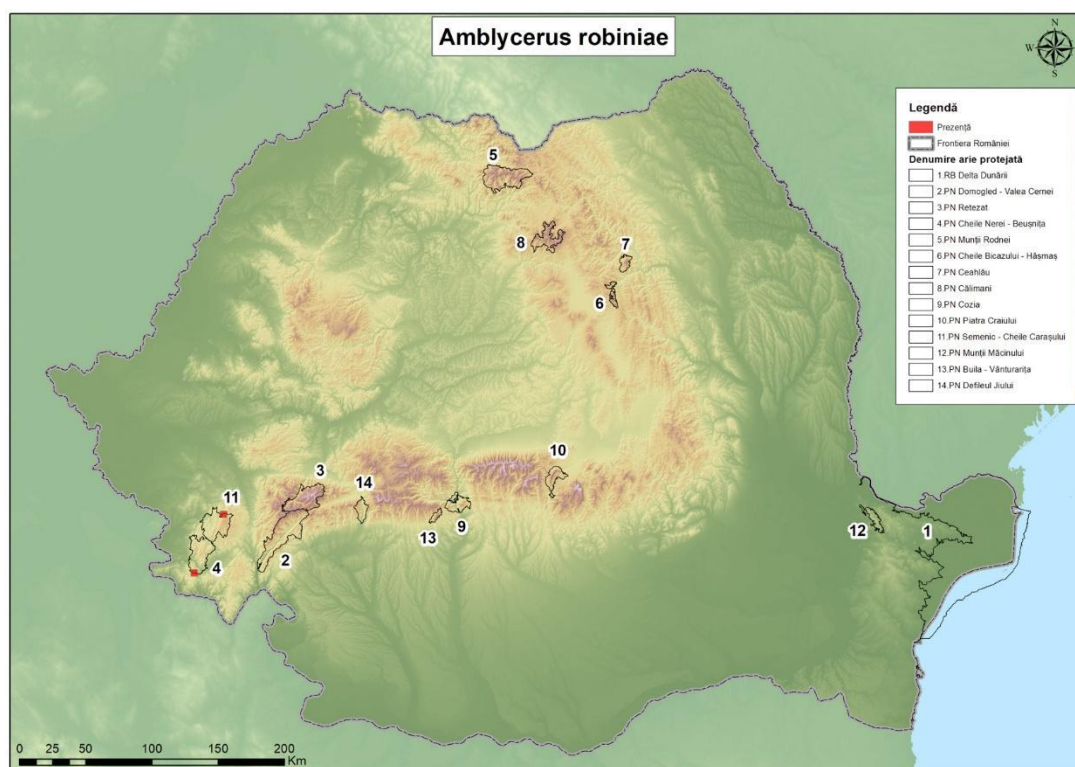 Amblycerus robiniae
N
W E
S
Legendă
Prezență
Frontiera României
Denumire arie protejată
1.RB Delta Dunării
2.PN Domogled - Valea Cernei
3.PN Retezat
4.PN Cheile Nerei - Beușnița
5.PN Munții Rodnei
6.PN Cheile Bicazului - Hășmaș
7.PN Ceahlău
8.PN Călimani
9.PN Cozia
10.PN Piatra Craiului
11.PN Semenic - Cheile Carașului
12.PN Munții Măcinului
13.PN Buila - Vânturarița
14.PN Defileul Jiului
5
8
7
6
10
3
14
11
9
13
12
1
2
4
0 25 50 100 150 200
Km